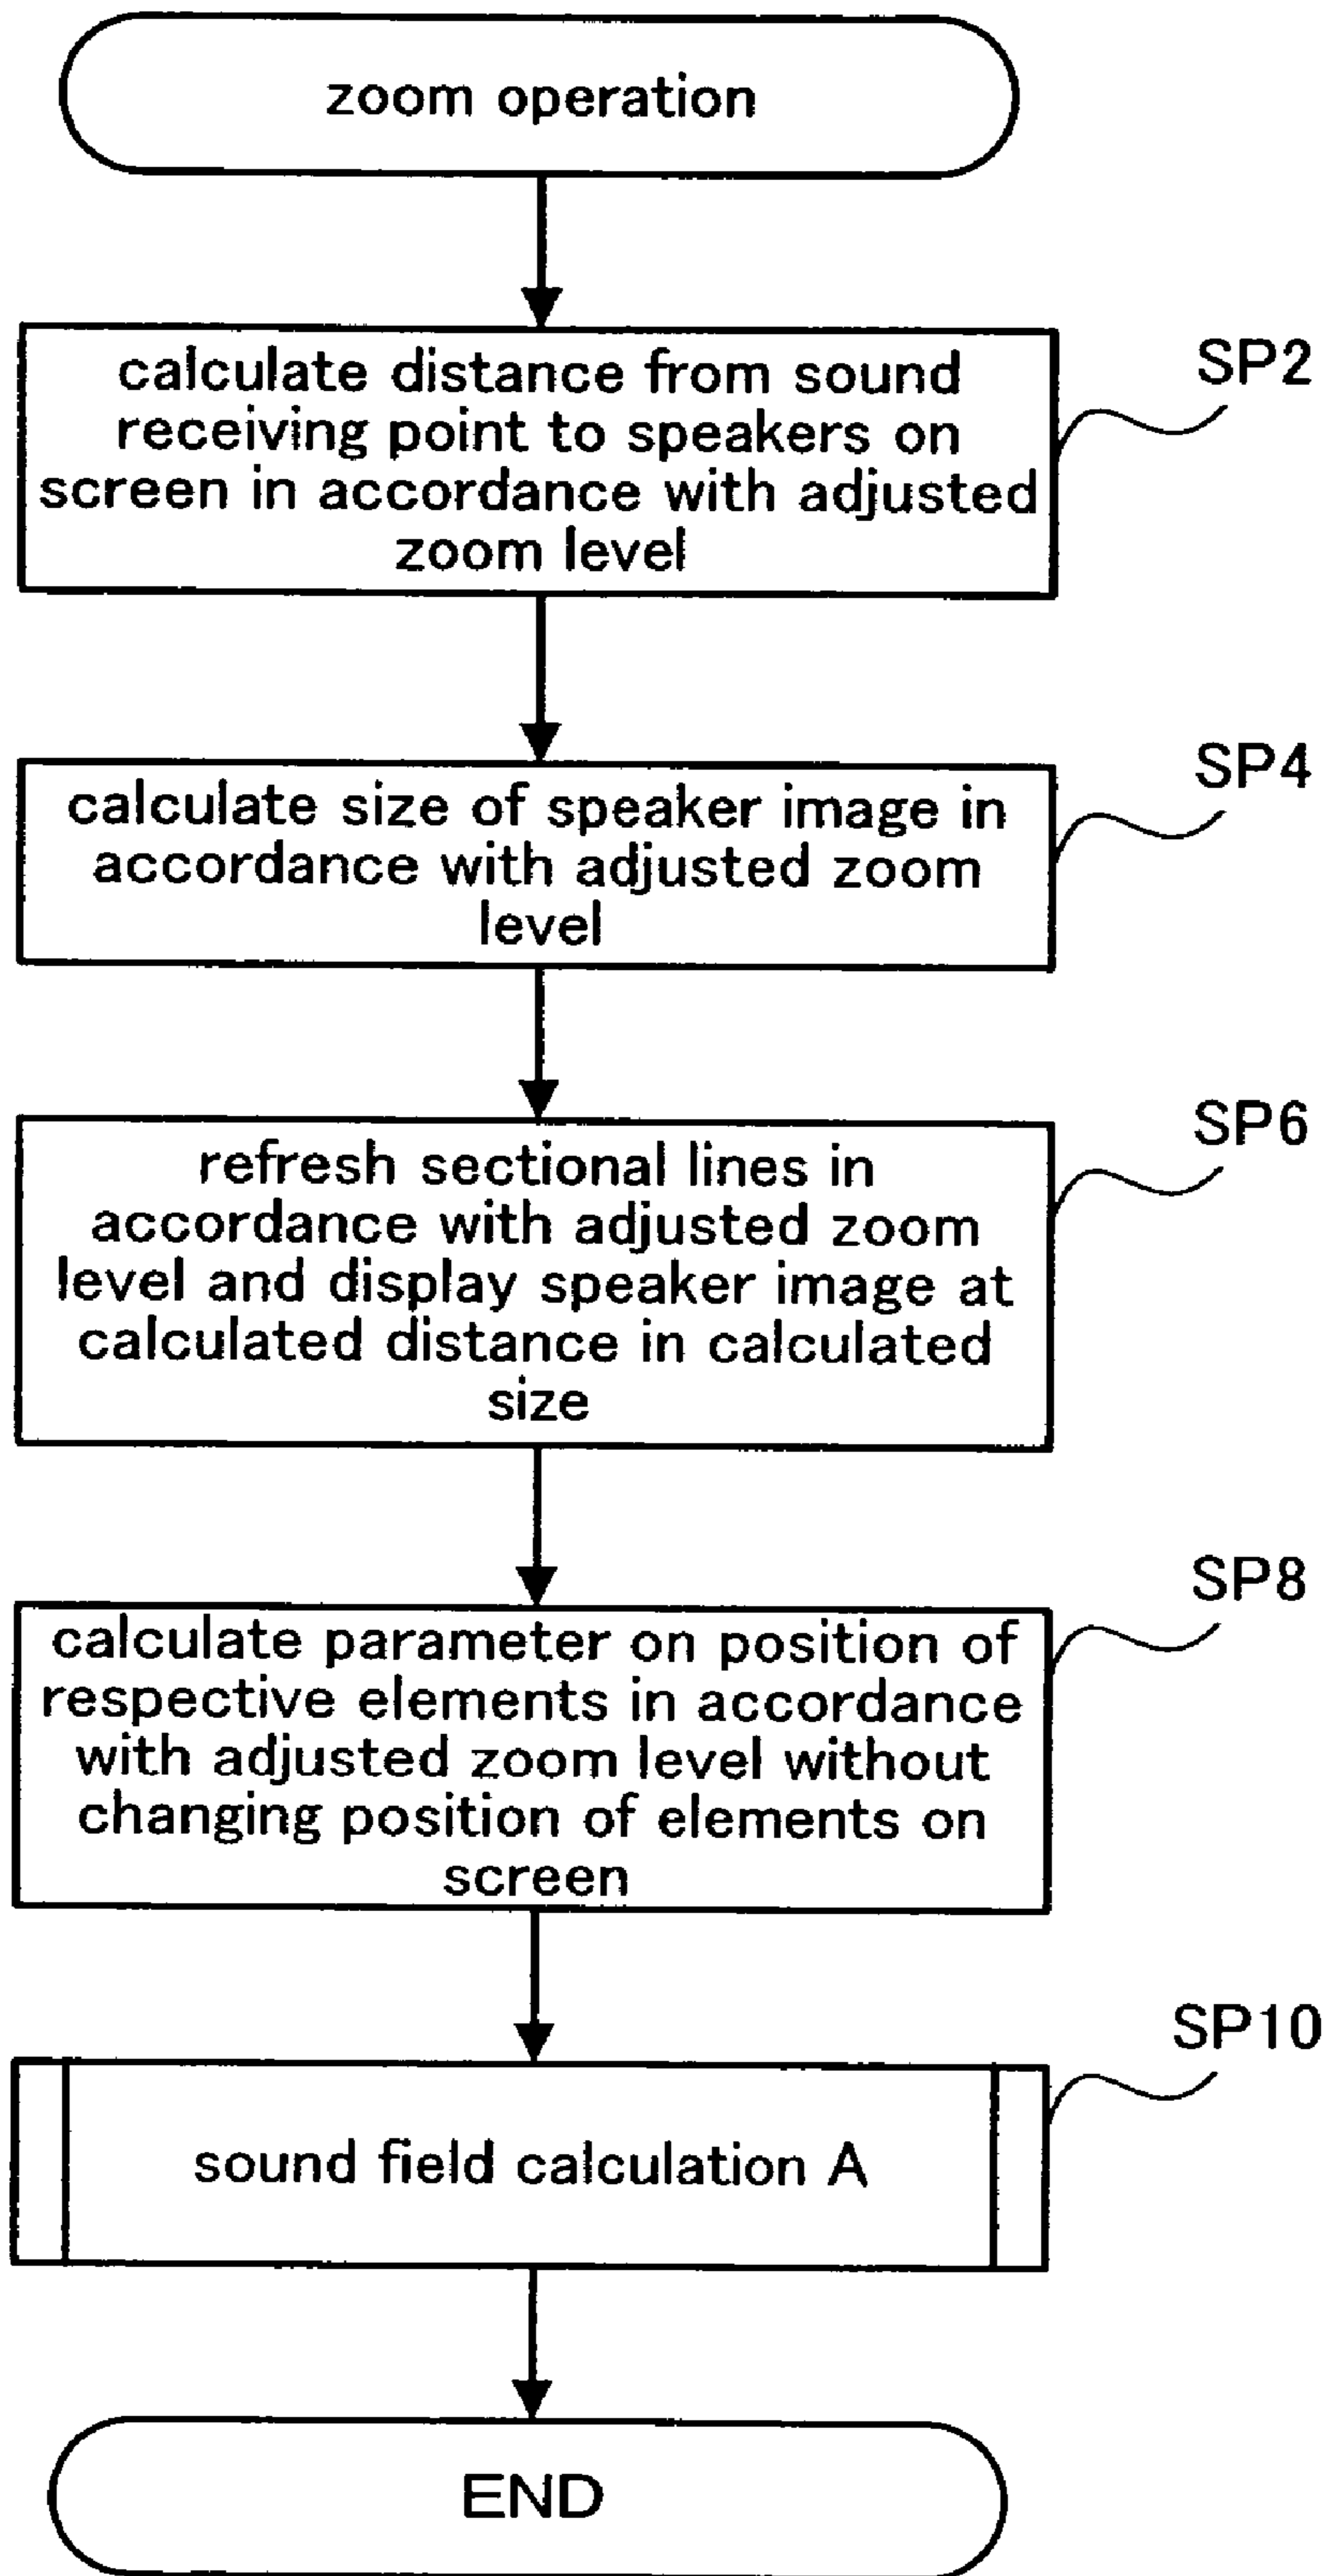 zoom operation
SP2
calculate distance from sound
receiving point to speakers on
screen in accordance with adjusted
zoom level
SP4
calculate size of speaker image in
accordance with adjusted zoom
level
SP6
refresh sectional lines in
accordance with adjusted zoom
level and display speaker image at
calculated distance in calculated
size
SP8
calculate parameter on position of
respective elements in accordance
with adjusted zoom level without
changing position of elements on
screen
SP10
sound field calculation A
END